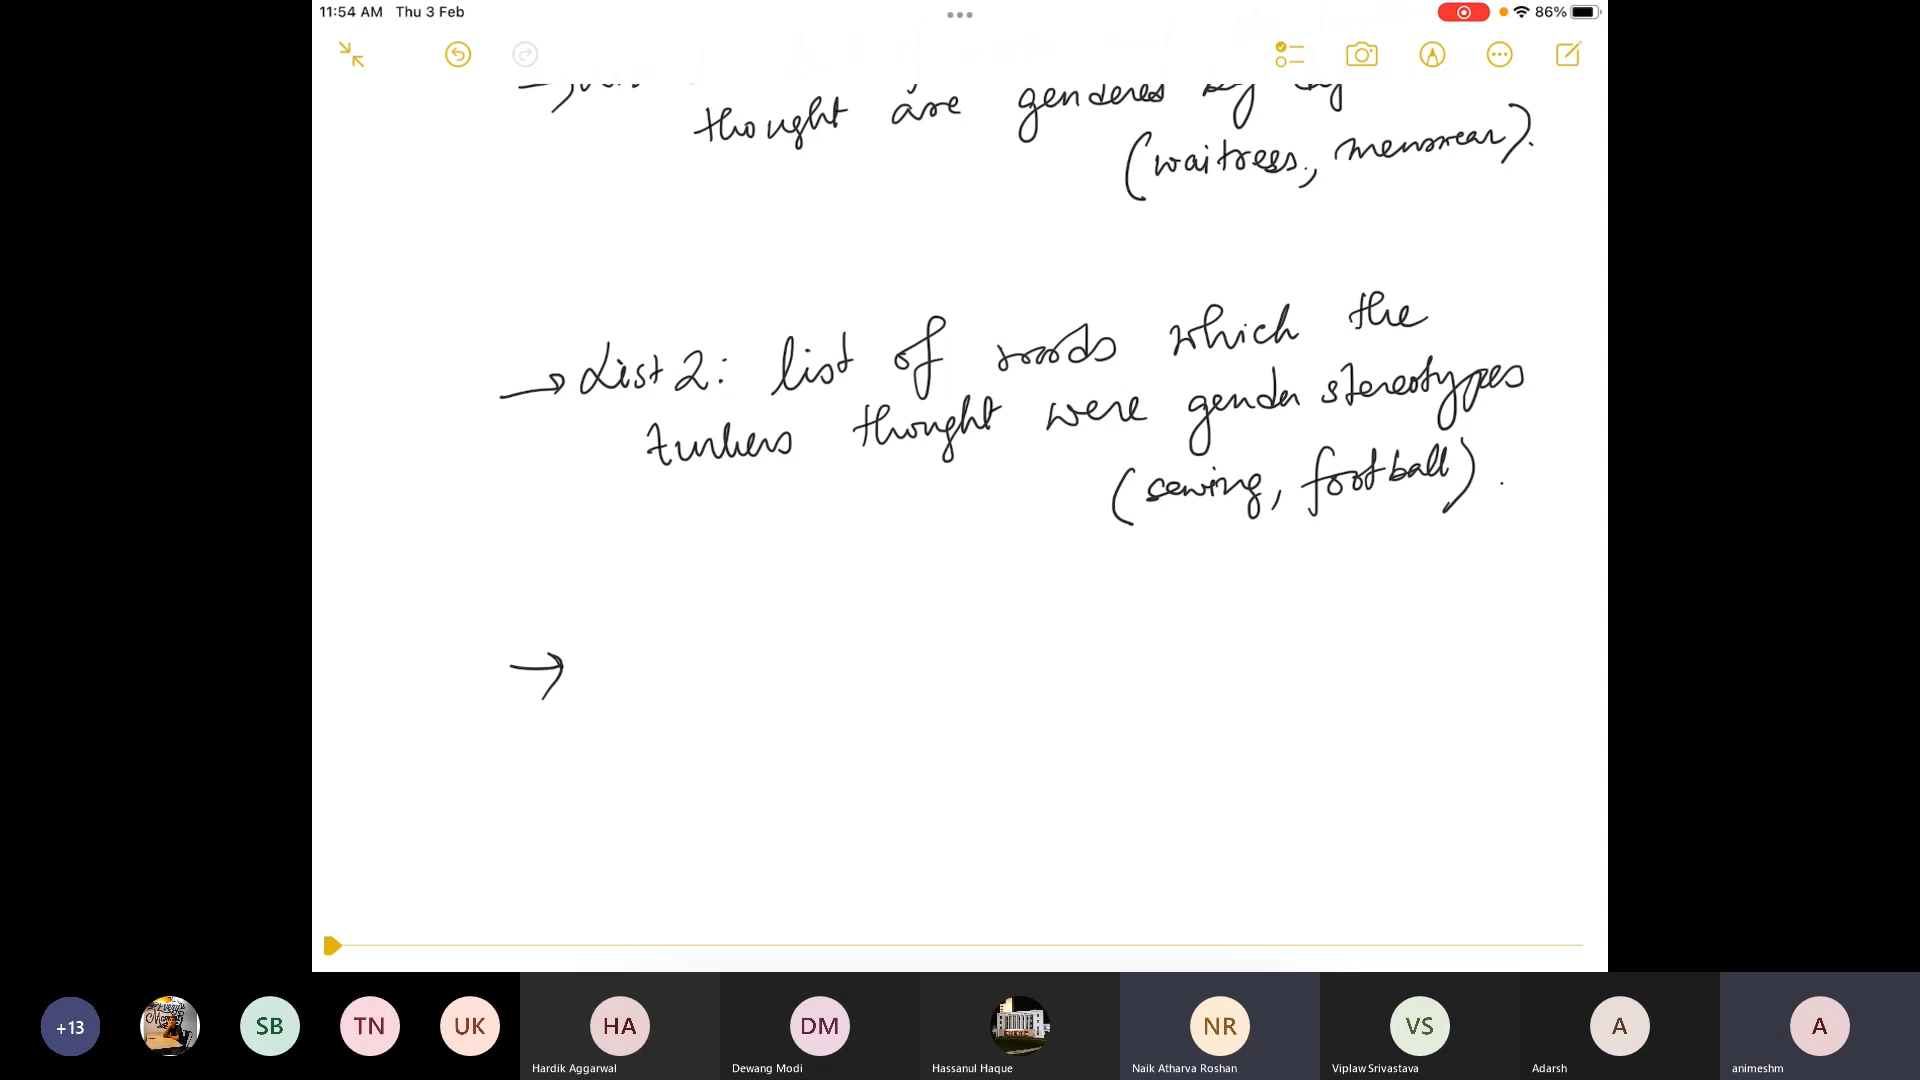 11:54 AM Thu 3 Feb
86%
thought are genderes by
(waitress, menswear).
→ List 2: list of words which the
turkers thought were gender stereotypes
(sewing, football).
→
+13
SB
TN
UK
HA
DM
NR
VS
A
A
Hardik Aggarwal
Dewang Modi
Hassanul Haque
Naik Atharva Roshan
Viplaw Srivastava
Adarsh
animeshm